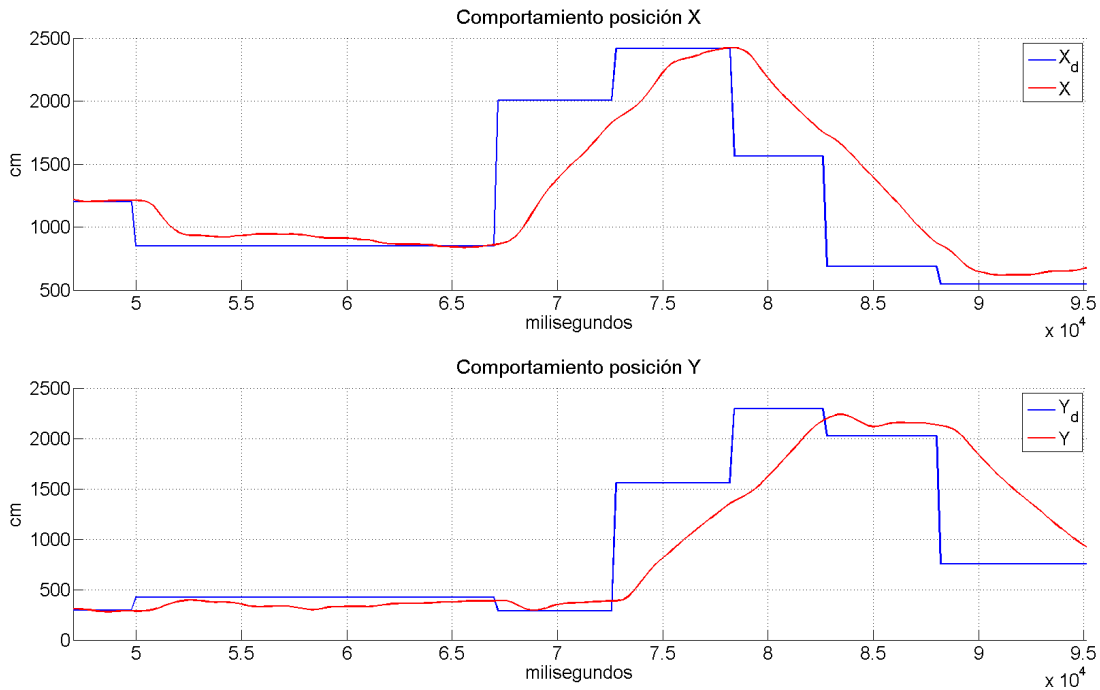 Comportamiento posición X
2500
2000
1500
1000
500
cm
X_d
X
5 5.5 6 6.5 7 7.5 8 8.5 9 9.5
milisegundos
x 10^4
Comportamiento posición Y
2500
2000
1500
1000
500
0
cm
Y_d
Y
5 5.5 6 6.5 7 7.5 8 8.5 9 9.5
milisegundos
x 10^4